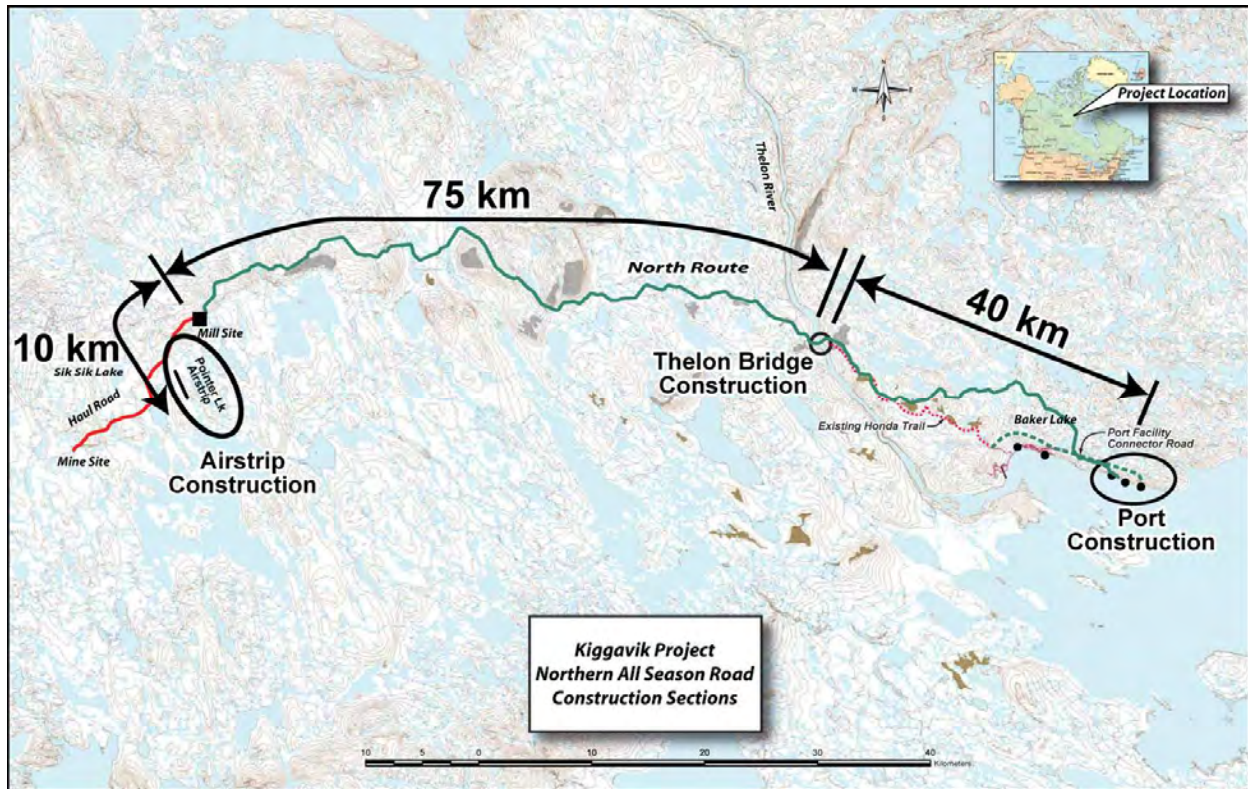 Project Location
N
W
E
S
75 km
Thelon River
North Route
40 km
10 km
Mill Site
Sik Sik Lake
Pointer Lk
Airstrip
Haul Road
Mine Site
Airstrip
Construction
Thelon Bridge
Construction
Existing Honda Trail
Baker Lake
Port Facility
Connector Road
Port
Construction
Kiggavik Project
Northern All Season Road
Construction Sections
10 5 0 10 20 30 40
Kilometers